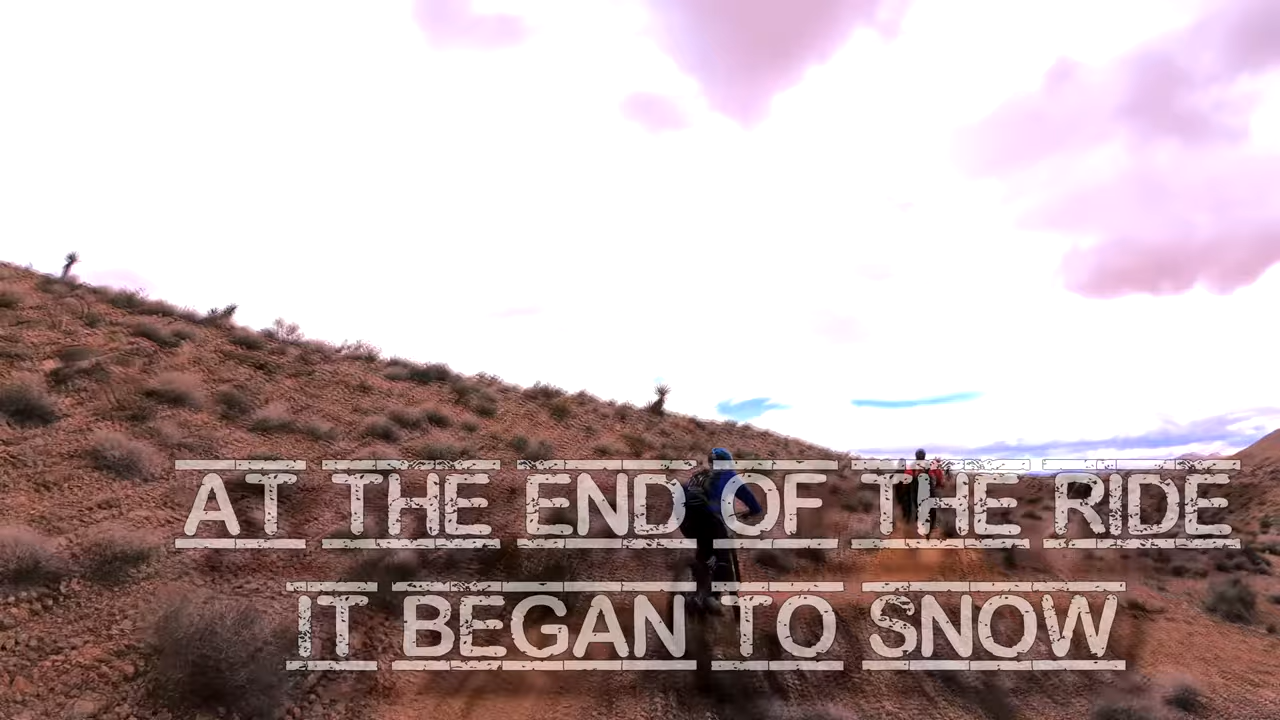 AT THE END OF THE RIDE
IT BEGAN TO SNOW